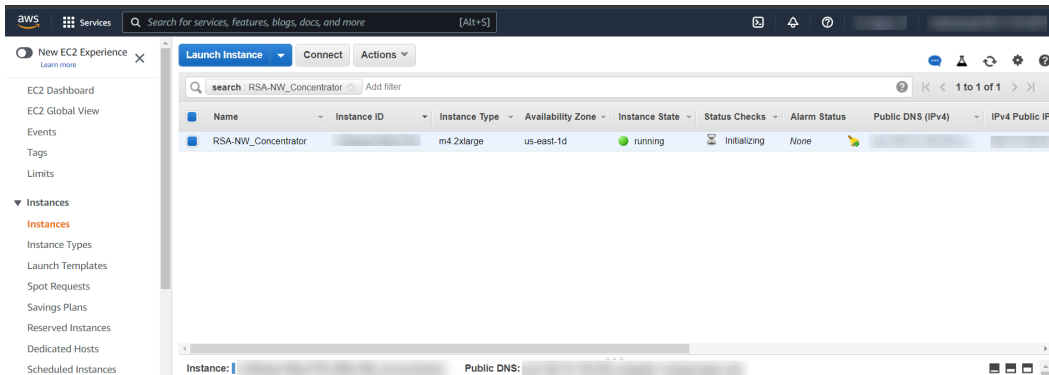 aws Services Search for services, features, blogs, docs, and more [Alt+S]
New EC2 Experience
Learn more
EC2 Dashboard
EC2 Global View
Events
Tags
Limits
Instances
Instances
Instance Types
Launch Templates
Spot Requests
Savings Plans
Reserved Instances
Dedicated Hosts
Scheduled Instances
Launch Instance Connect Actions
search : RSA-NW_Concentrator Add filter 1 to 1 of 1
Name Instance ID Instance Type Availability Zone Instance State Status Checks Alarm Status Public DNS (IPv4) IPv4 Public IP
RSA-NW_Concentrator m4.2xlarge us-east-1d running Initializing None
Instance: Public DNS: